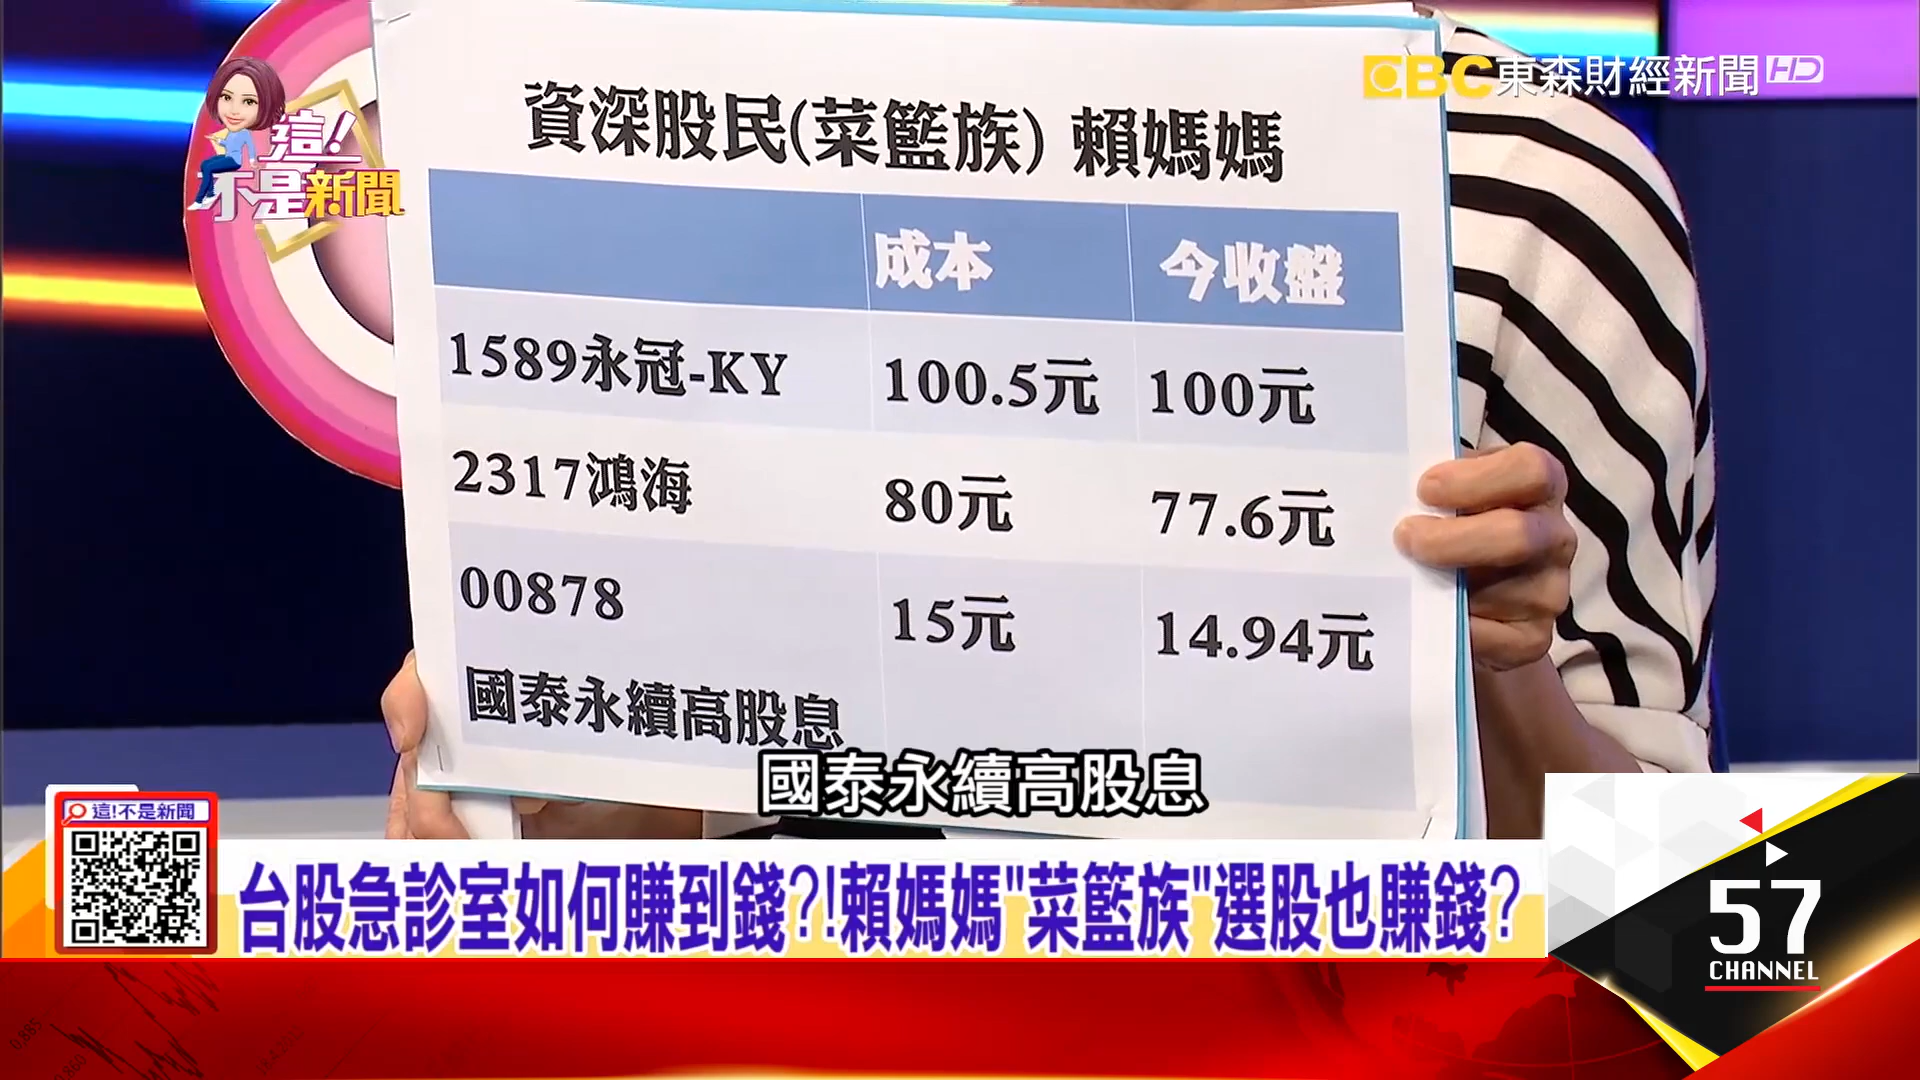 資深股民(菜籃族) 賴媽媽
EBC東森財經新聞HD
這!
不是新聞
成本 今收盤
1589永冠-KY 100.5元 100元
2317鴻海 80元 77.6元
00878 15元 14.94元
國泰永續高股息
國泰永續高股息
這!不是新聞
台股急診室如何賺到錢?!賴媽媽"菜籃族"選股也賺錢?
57
CHANNEL
0.885
0.860